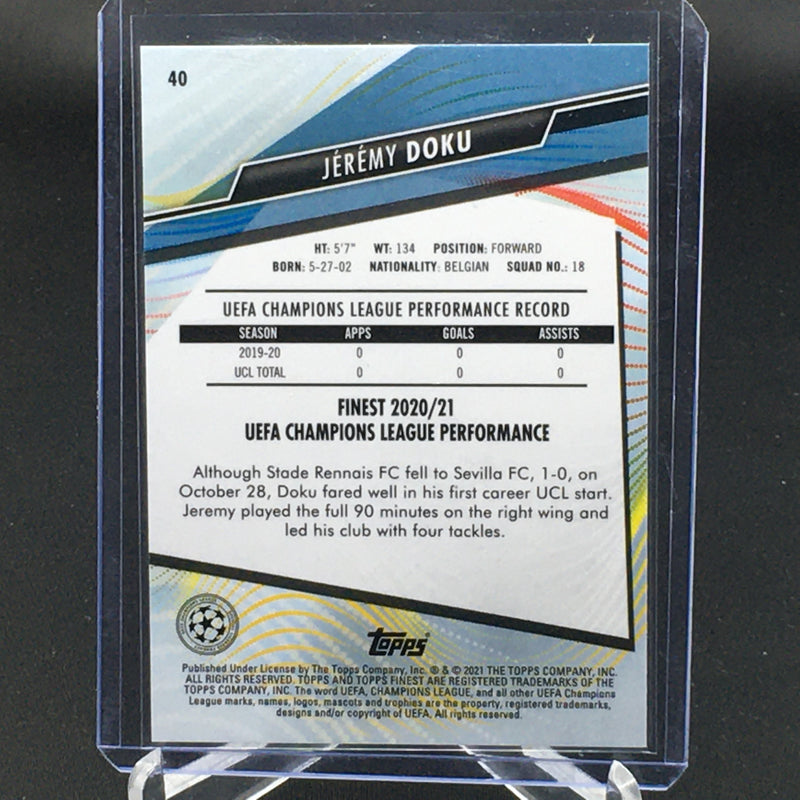 40
JÉRÉMY DOKU
HT: 5'7" WT: 134 POSITION: FORWARD
BORN: 5-27-02 NATIONALITY: BELGIAN SQUAD NO.: 18
UEFA CHAMPIONS LEAGUE PERFORMANCE RECORD
SEASON APPS GOALS ASSISTS
2019-20 0 0 0
UCL TOTAL 0 0 0
FINEST 2020/21
UEFA CHAMPIONS LEAGUE PERFORMANCE
Although Stade Rennais FC fell to Sevilla FC, 1-0, on
October 28, Doku fared well in his first career UCL start.
Jeremy played the full 90 minutes on the right wing and
led his club with four tackles.
topps
Published Under License by The Topps Company, Inc. ® & © 2021 THE TOPPS COMPANY, INC.
ALL RIGHTS RESERVED. TOPPS AND TOPPS FINEST ARE REGISTERED TRADEMARKS OF THE
TOPPS COMPANY, INC. The word UEFA, CHAMPIONS LEAGUE, and all other UEFA Champions
League marks, names, logos, mascots and trophies are the property, registered trademarks,
designs and/or copyright of UEFA. All rights reserved.